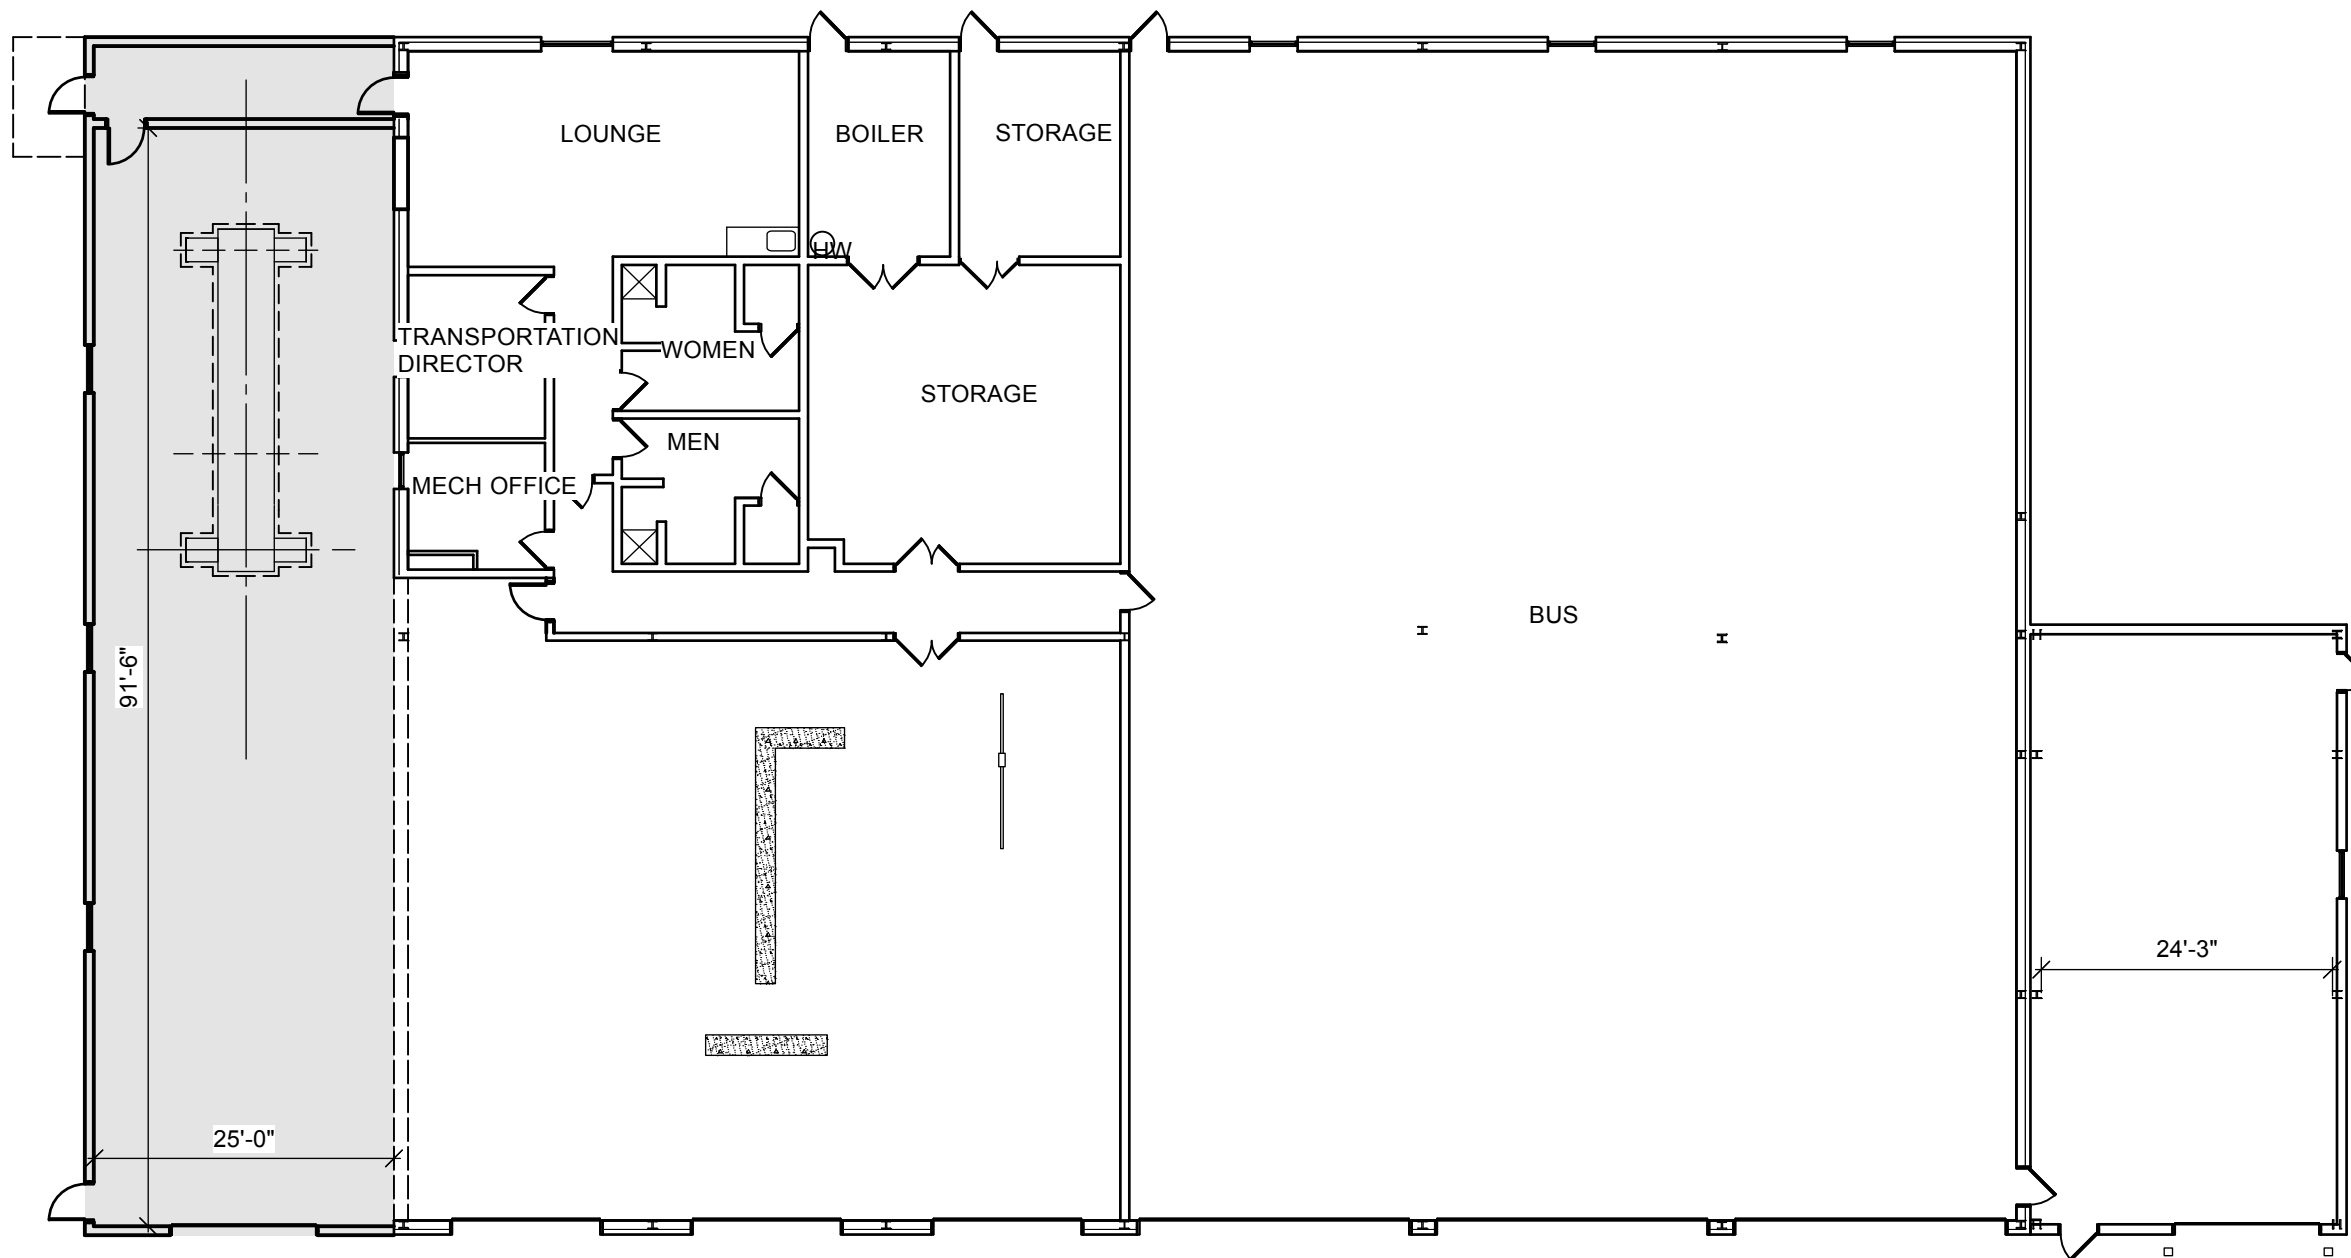 LOUNGE
BOILER
STORAGE
HW
TRANSPORTATION
DIRECTOR
WOMEN
STORAGE
MEN
MECH OFFICE
BUS
91'-6"
24'-3"
25'-0"